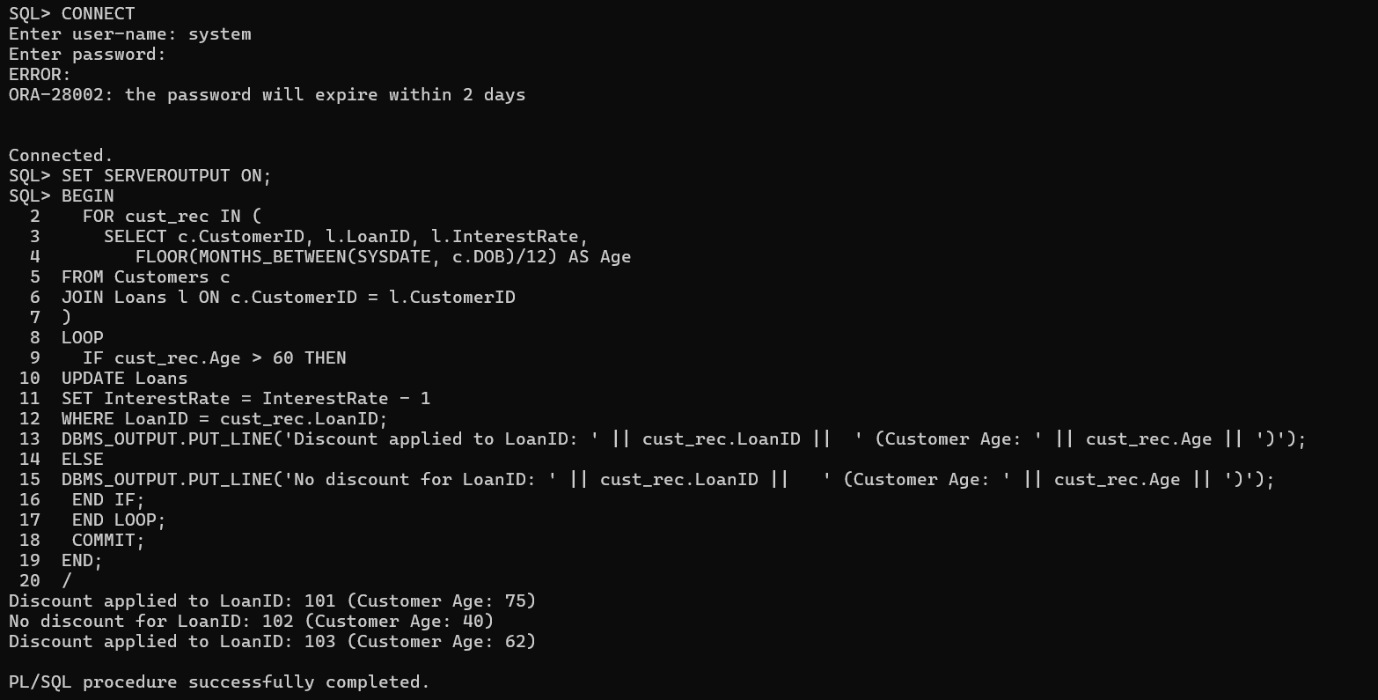 SQL> CONNECT
Enter user-name: system
Enter password:
ERROR:
ORA-28002: the password will expire within 2 days
Connected.
SQL> SET SERVEROUTPUT ON;
SQL> BEGIN
  2    FOR cust_rec IN (
  3      SELECT c.CustomerID, l.LoanID, l.InterestRate,
  4         FLOOR(MONTHS_BETWEEN(SYSDATE, c.DOB)/12) AS Age
  5  FROM Customers c
  6  JOIN Loans l ON c.CustomerID = l.CustomerID
  7  )
  8  LOOP
  9    IF cust_rec.Age > 60 THEN
 10  UPDATE Loans
 11  SET InterestRate = InterestRate - 1
 12  WHERE LoanID = cust_rec.LoanID;
 13  DBMS_OUTPUT.PUT_LINE('Discount applied to LoanID: ' || cust_rec.LoanID ||  ' (Customer Age: ' || cust_rec.Age || ')');
 14  ELSE
 15  DBMS_OUTPUT.PUT_LINE('No discount for LoanID: ' || cust_rec.LoanID ||   ' (Customer Age: ' || cust_rec.Age || ')');
 16   END IF;
 17   END LOOP;
 18   COMMIT;
 19  END;
 20  /
Discount applied to LoanID: 101 (Customer Age: 75)
No discount for LoanID: 102 (Customer Age: 40)
Discount applied to LoanID: 103 (Customer Age: 62)
PL/SQL procedure successfully completed.